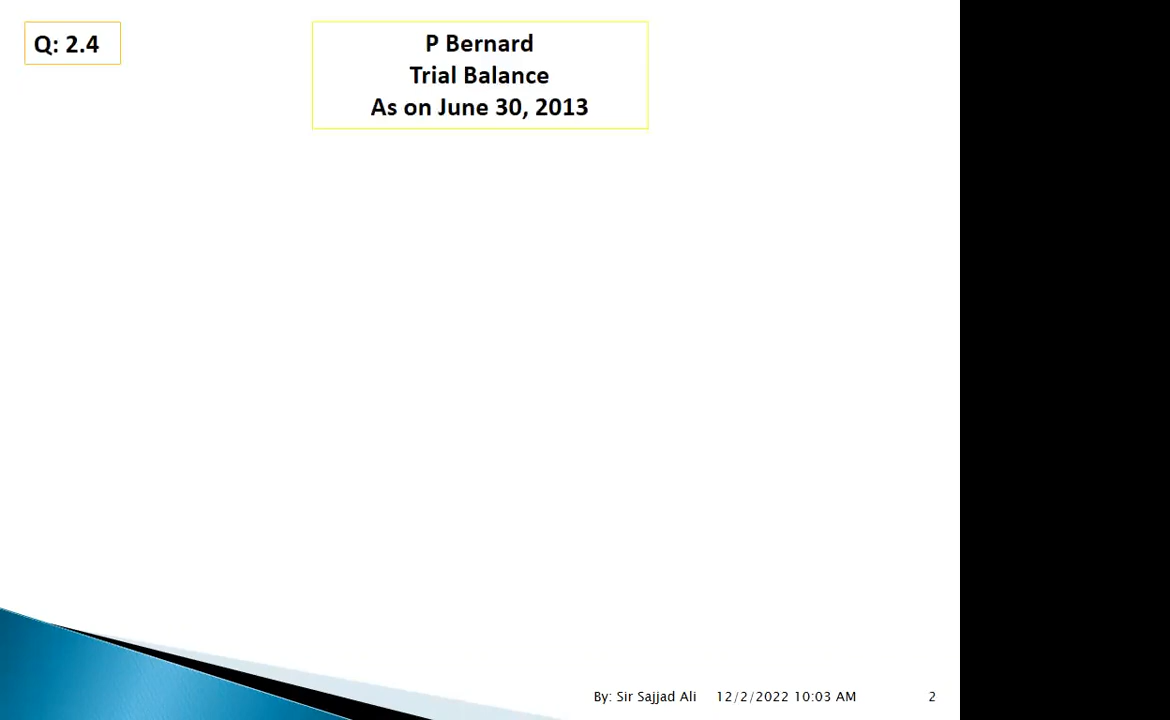 Q: 2.4
P Bernard
Trial Balance
As on June 30, 2013
By: Sir Sajjad Ali 12/2/2022 10:03 AM 2